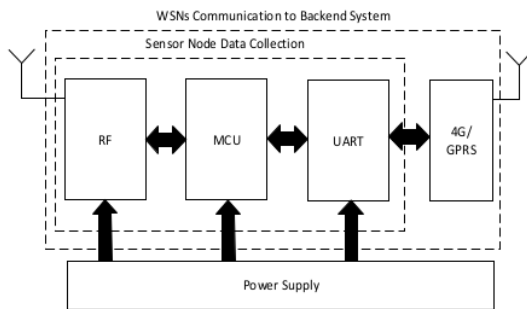 WSNs Communication to Backend System
Sensor Node Data Collection
RF
MCU
UART
4G/
GPRS
Power Supply